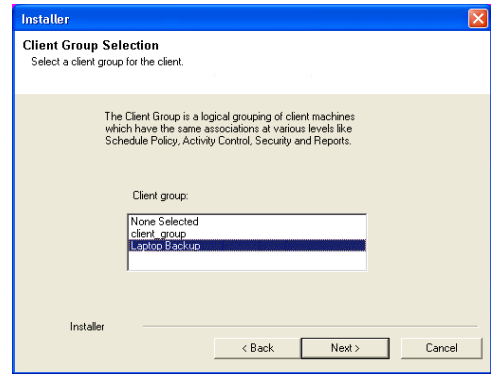 Installer
Client Group Selection
Select a client group for the client.
The Client Group is a logical grouping of client machines
which have the same associations at various levels like
Schedule Policy, Activity Control, Security and Reports.
Client group:
None Selected
client_group
Laptop Backup
Installer
< Back Next > Cancel